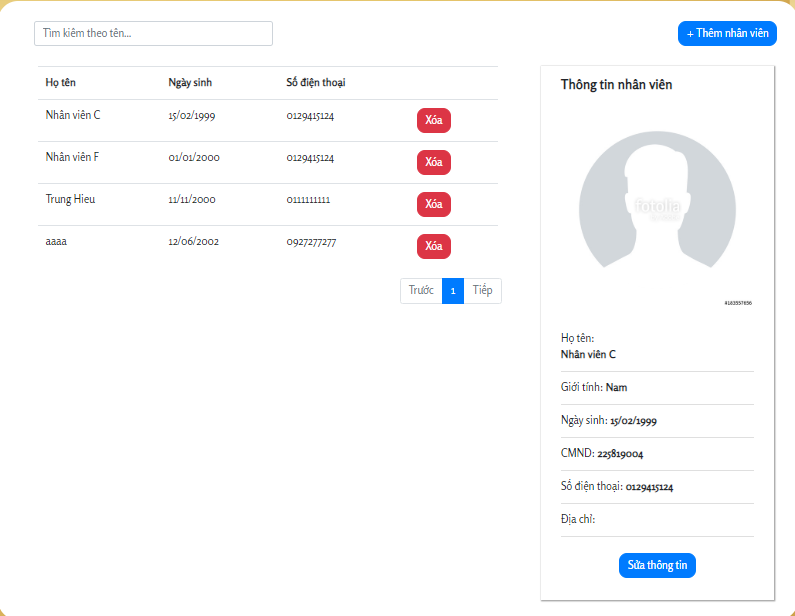 Tìm kiếm theo tên...
+ Thêm nhân viên
Họ tên Ngày sinh Số điện thoại
Nhân viên C 15/02/1999 0129415124 Xóa
Nhân viên F 01/01/2000 0129415124 Xóa
Trung Hieu 11/11/2000 0111111111 Xóa
aaaa 12/06/2002 0927277277 Xóa
Trước 1 Tiếp
Thông tin nhân viên
fotolia
#163557656
Họ tên:
Nhân viên C
Giới tính: Nam
Ngày sinh: 15/02/1999
CMND: 225819004
Số điện thoại: 0129415124
Địa chỉ:
Sửa thông tin